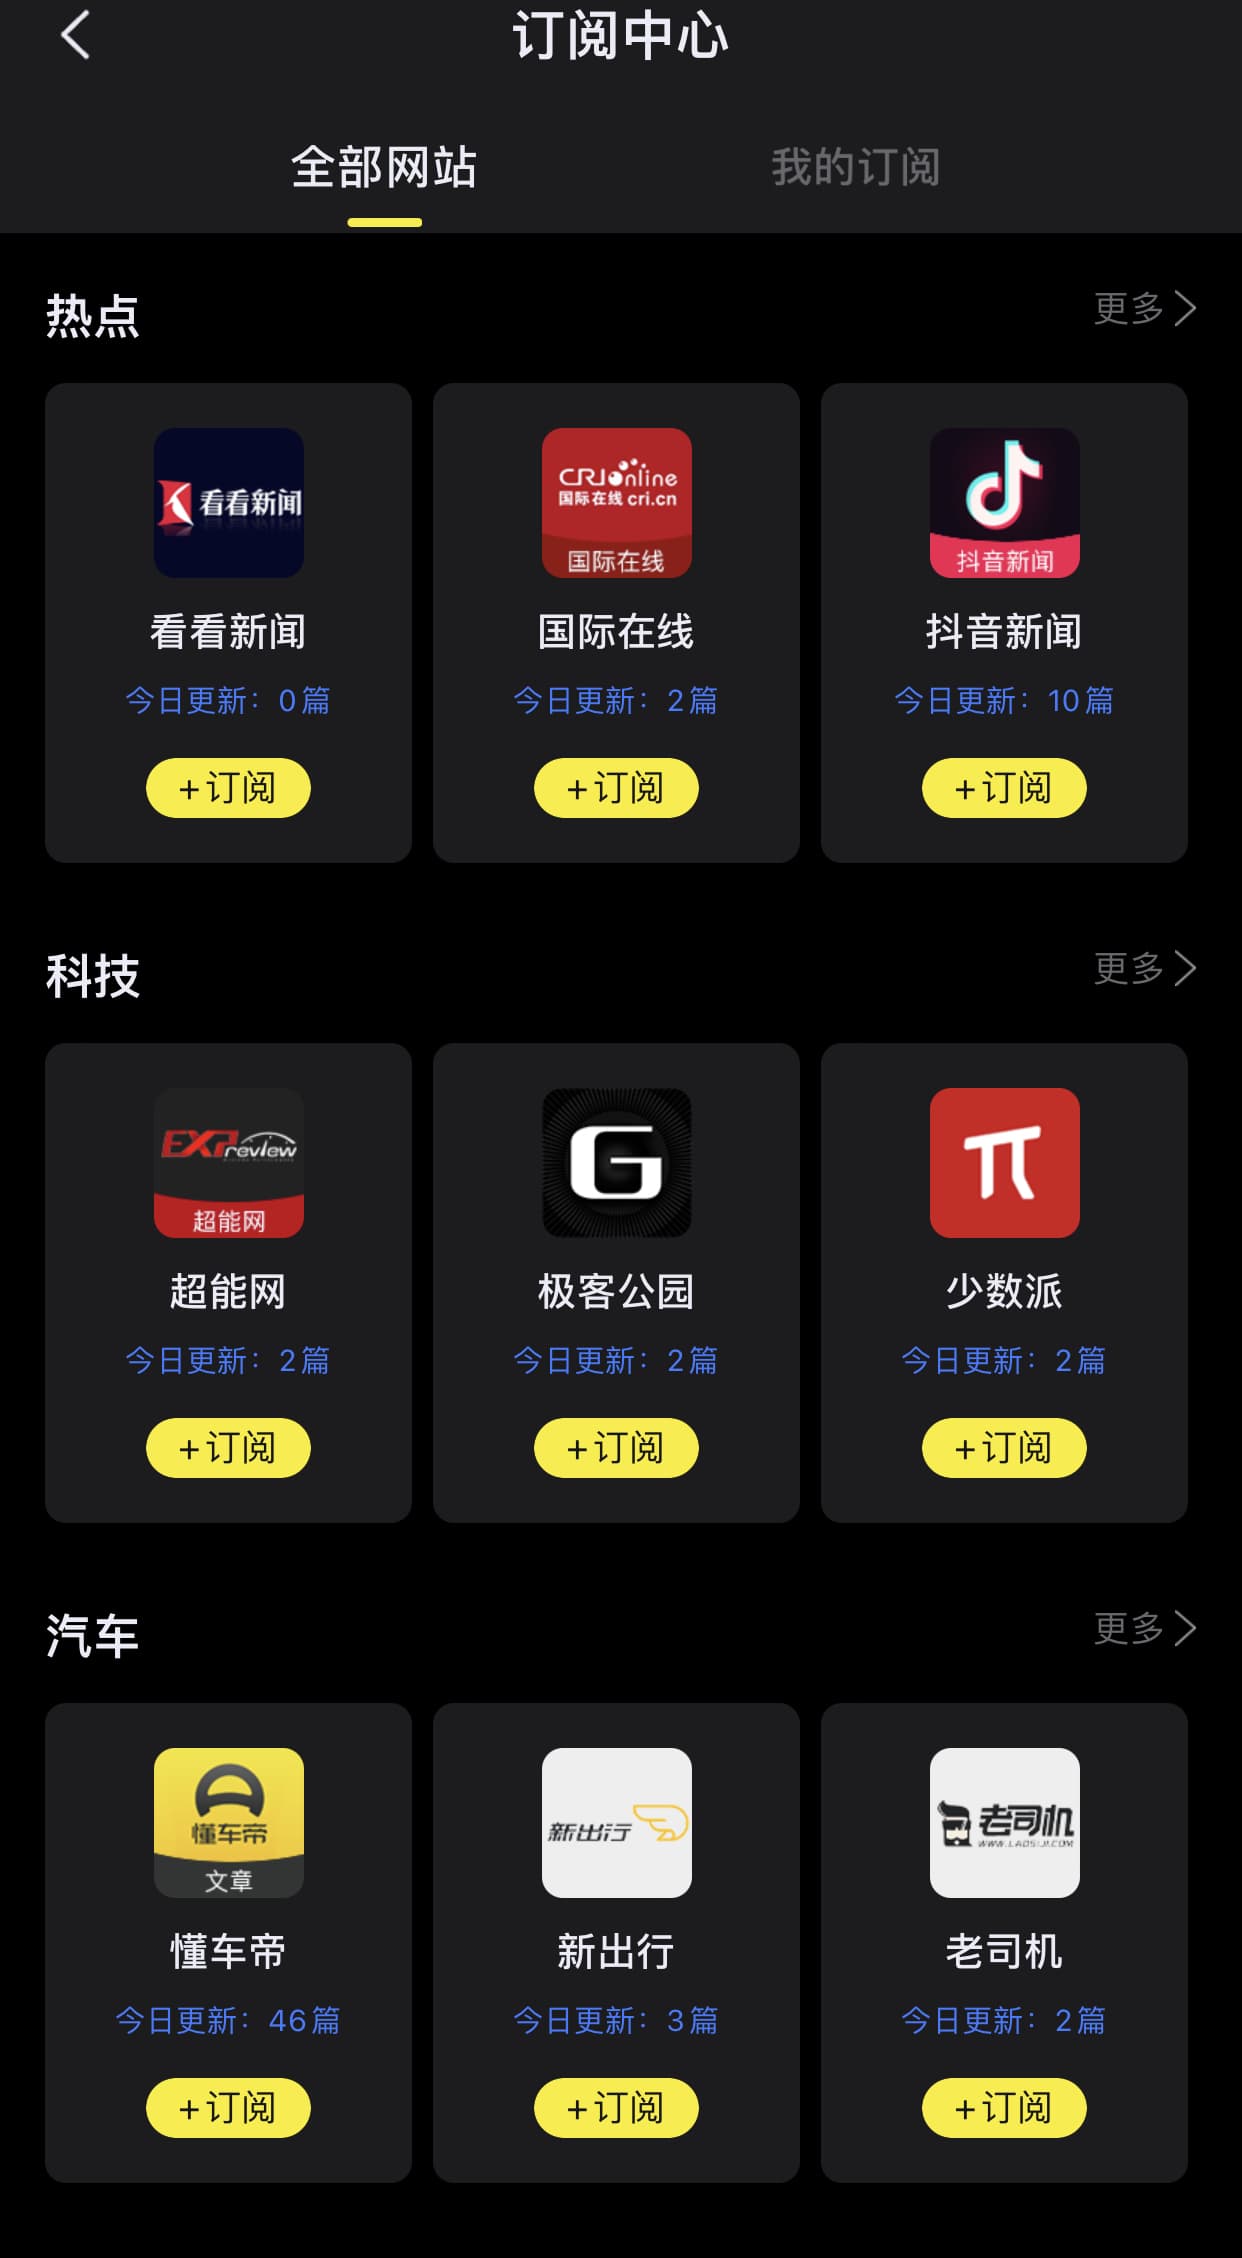 订阅中心
全部网站 我的订阅
热点 更多
看看新闻 CRIonline 抖音新闻
国际在线 cri.cn
国际在线
看看新闻 国际在线 抖音新闻
今日更新：0篇 今日更新：2篇 今日更新：10篇
+订阅 +订阅 +订阅
科技 更多
EXPreview
超能网
超能网 极客公园 少数派
今日更新：2篇 今日更新：2篇 今日更新：2篇
+订阅 +订阅 +订阅
汽车 更多
懂车帝 新出行 老司机
WWW.LAOSIJI.COM
文章
懂车帝 新出行 老司机
今日更新：46篇 今日更新：3篇 今日更新：2篇
+订阅 +订阅 +订阅